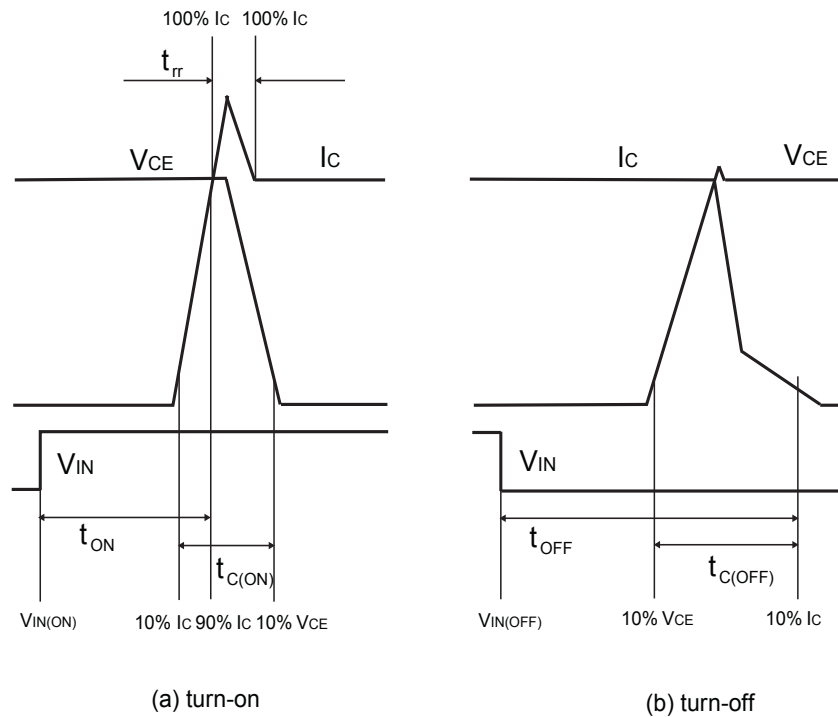 100% IC 100% IC
trr
VCE IC
IC VCE
VIN
VIN
tON
tC(ON)
tOFF
tC(OFF)
VIN(ON)
10% IC 90% IC 10% VCE
VIN(OFF)
10% VCE
10% IC
(a) turn-on
(b) turn-off